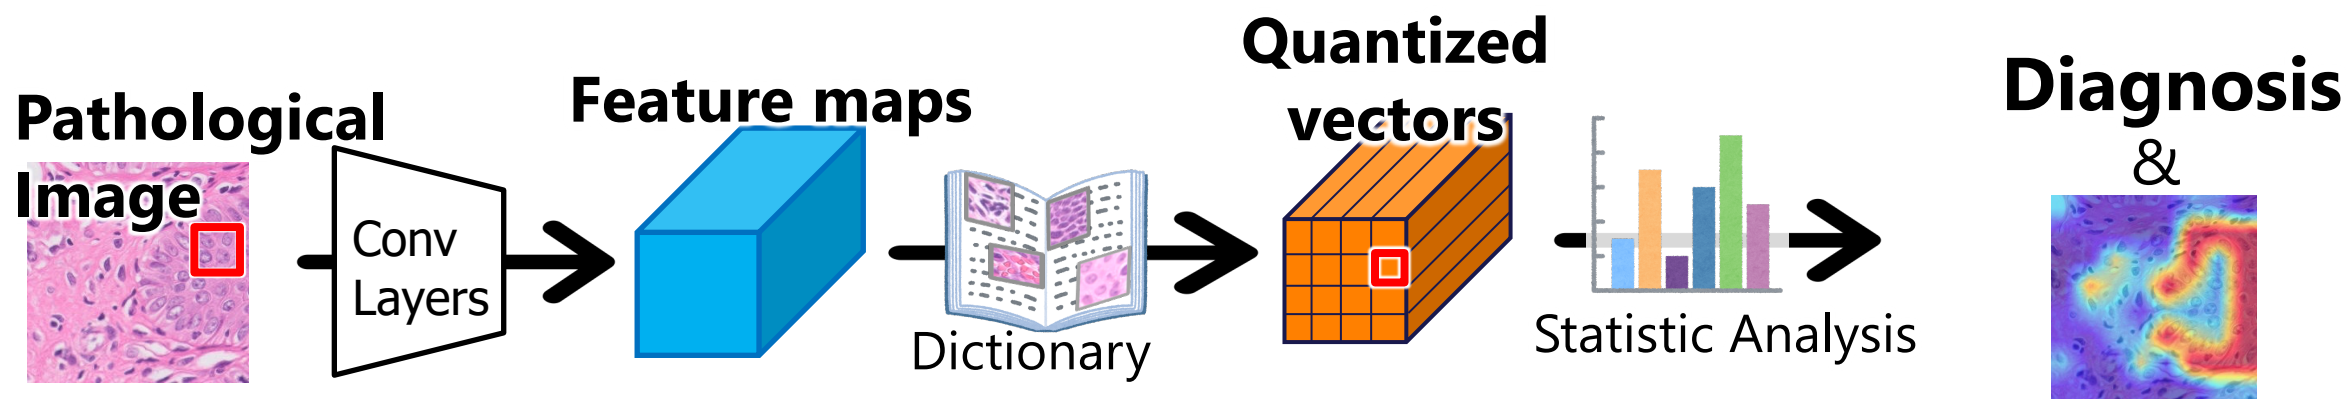 Pathological
Image
Conv
Layers
Feature maps
Dictionary
Quantized
vectors
Statistic Analysis
Diagnosis
&